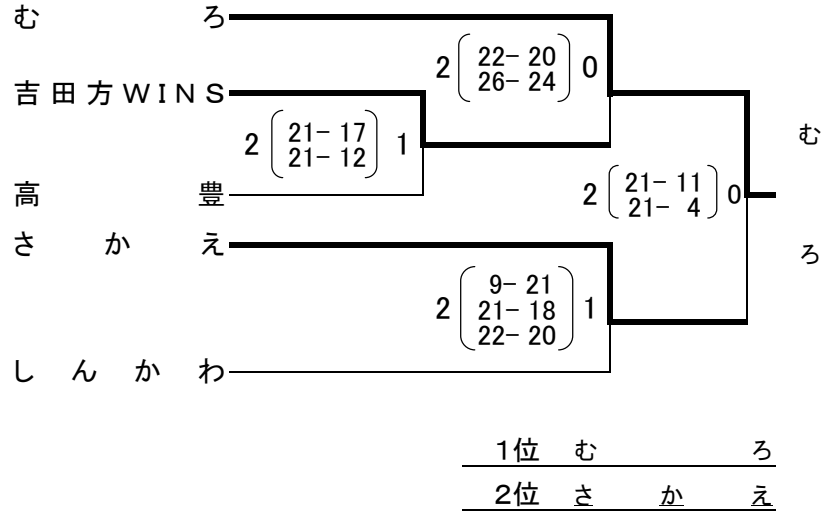 むろ
2 22-20 0
26-24
吉田方WINS
2 21-17 1
21-12
む
高豊
2 21-11 0
21-4
さかえ
ろ
2 9-21 1
21-18
22-20
しんかわ
1位 むろ
2位 さかえ